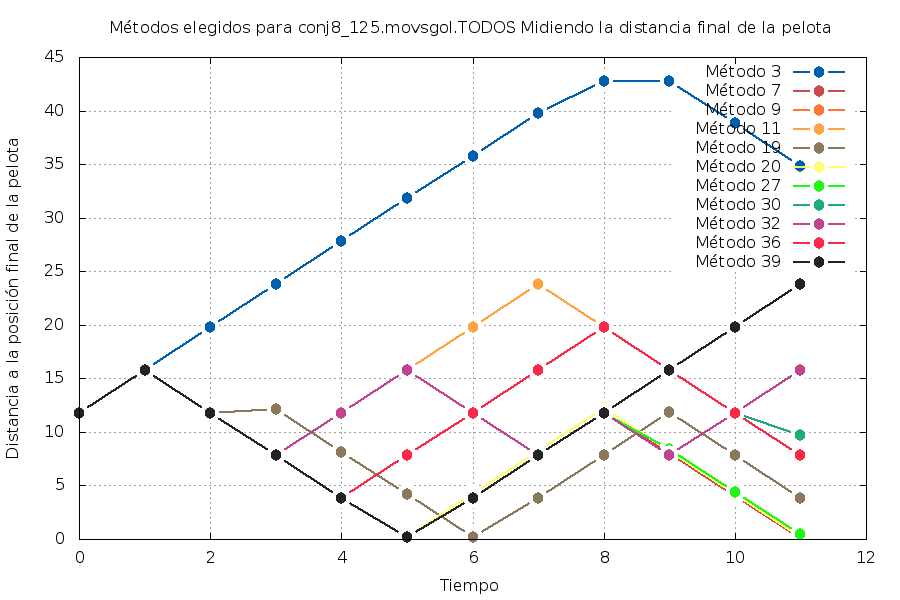 Métodos elegidos para conj8_125.movsgol.TODOS Midiendo la distancia final de la pelota
Distancia a la posición final de la pelota
45
40
35
30
25
20
15
10
5
0
Método 3
Método 7
Método 9
Método 11
Método 19
Método 20
Método 27
Método 30
Método 32
Método 36
Método 39
0 2 4 6 8 10 12
Tiempo